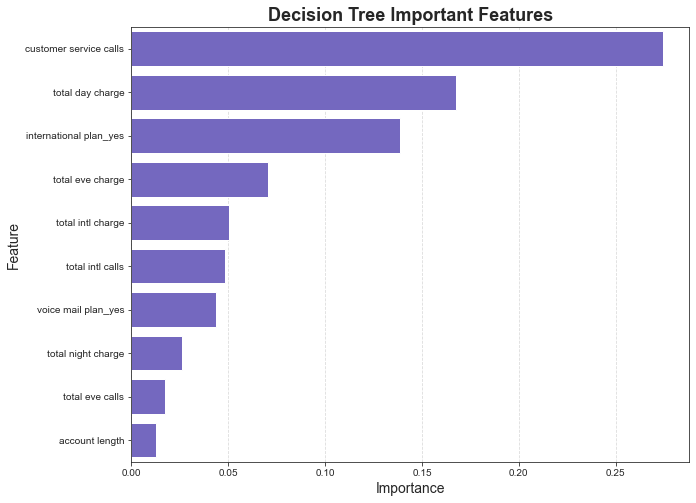 Decision Tree Important Features
Feature
customer service calls
total day charge
international plan_yes
total eve charge
total intl charge
total intl calls
voice mail plan_yes
total night charge
total eve calls
account length
0.00 0.05 0.10 0.15 0.20 0.25
Importance